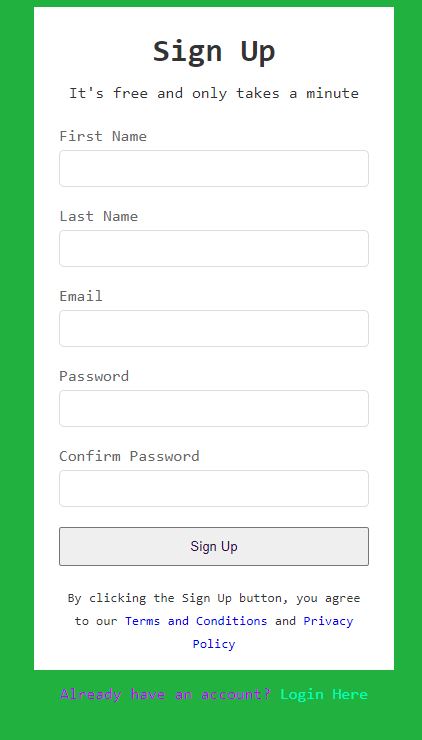 Sign Up
It's free and only takes a minute
First Name
Last Name
Email
Password
Confirm Password
Sign Up
By clicking the Sign Up button, you agree
to our Terms and Conditions and Privacy
Policy
Already have an account? Login Here